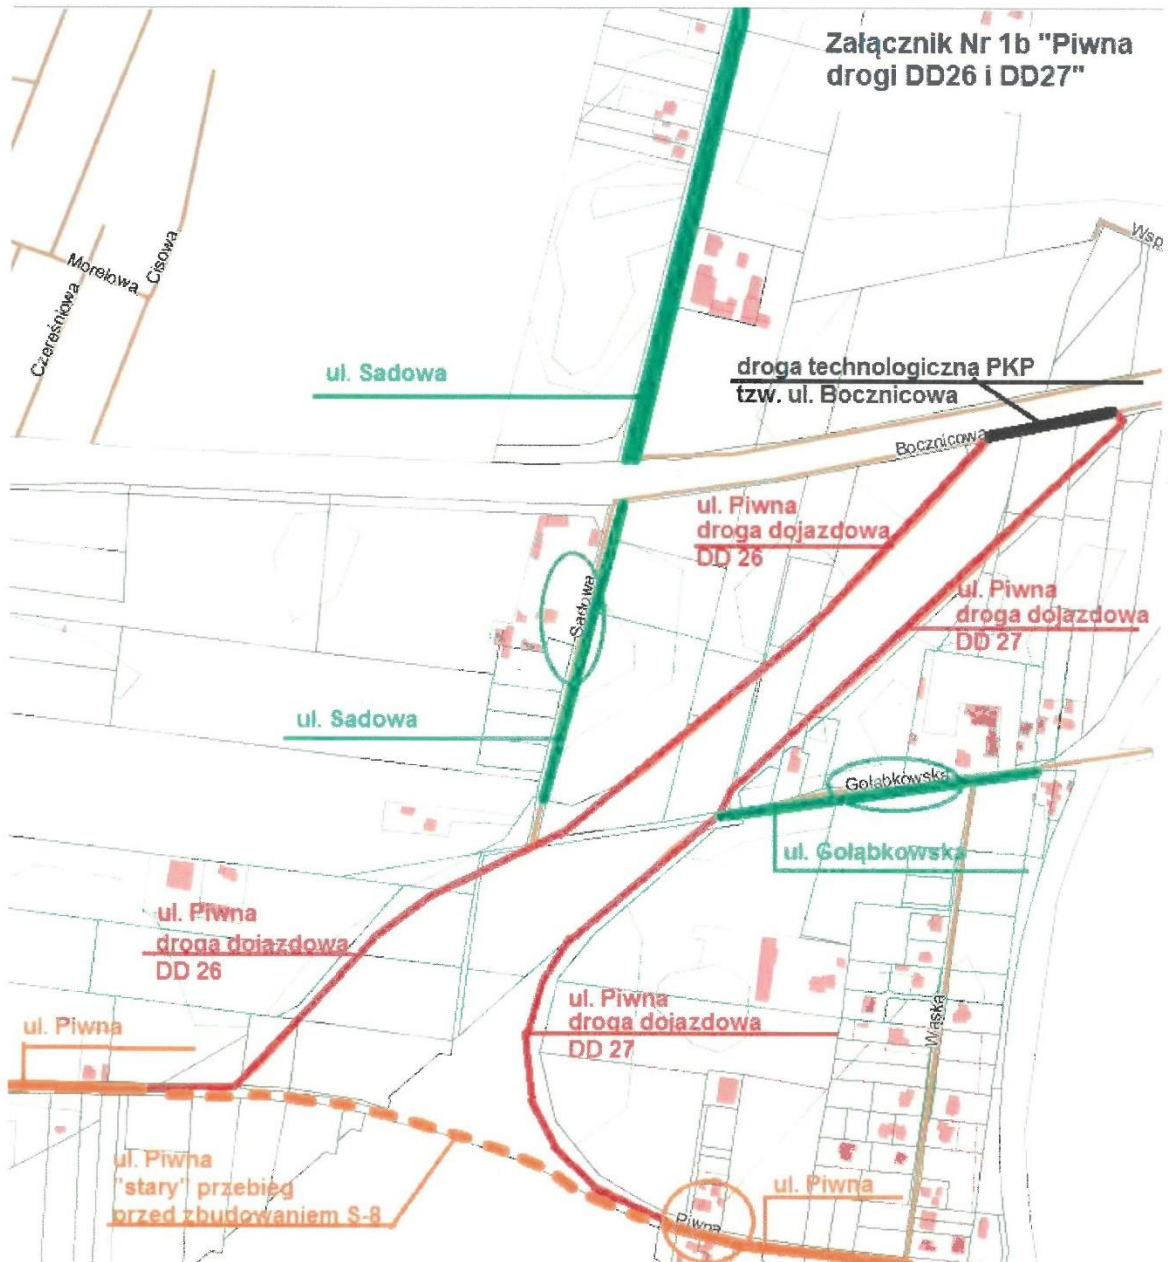 Załącznik Nr 1b "Piwna
drogi DD26 i DD27"
Wsp
Morelowa
Cisowa
Czereśniowa
ul. Sadowa
droga technologiczna PKP
tzw. ul. Bocznicowa
Bocznicowa
ul. Piwna
droga dojazdowa
DD 26
Sadowa
ul. Piwna
droga dojazdowa
DD 27
ul. Sadowa
Gołąbkowska
ul. Gołąbkowska
ul. Piwna
droga dojazdowa
DD 26
ul. Piwna
droga dojazdowa
DD 27
Wąska
ul. Piwna
ul. Piwna
"stary" przebieg
przed zbudowaniem S-8
ul. Piwna
Piwna